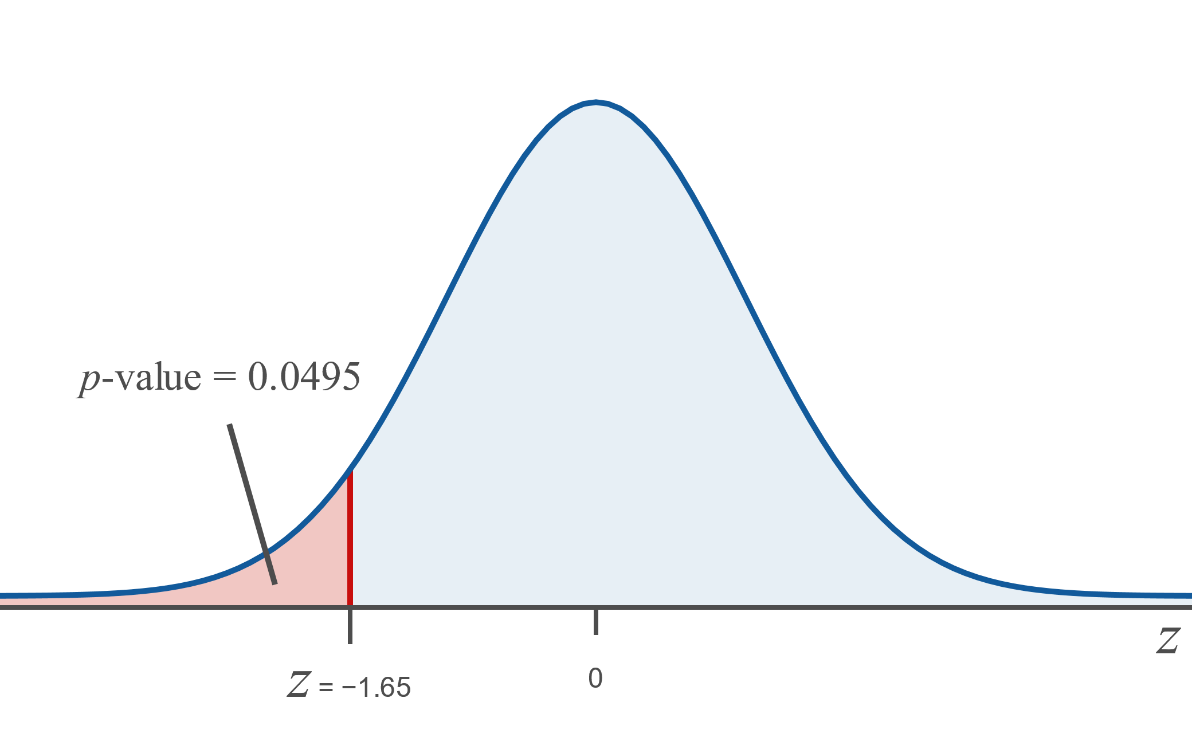 p-value = 0.0495
z
z = −1.65
0